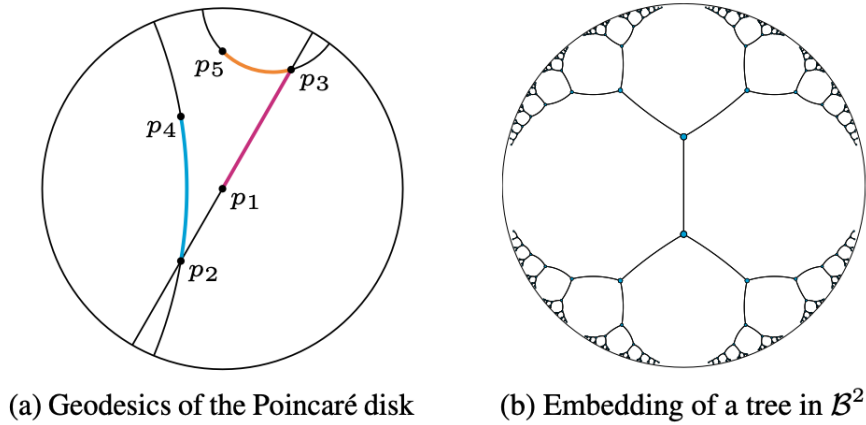 p5
p3
p4
p1
p2
(a) Geodesics of the Poincaré disk
(b) Embedding of a tree in 𝓑²